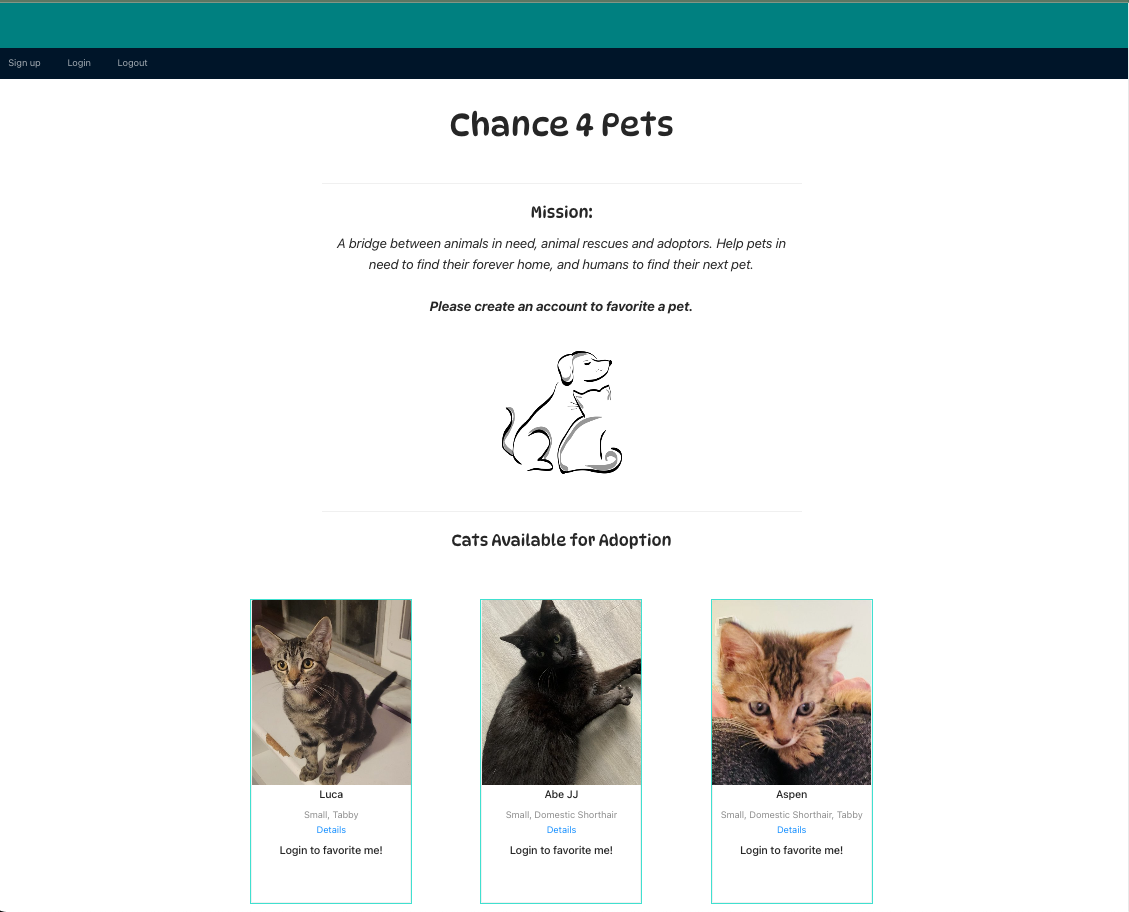 Sign up Login Logout
Chance 4 Pets
Mission:
A bridge between animals in need, animal rescues and adoptors. Help pets in
need to find their forever home, and humans to find their next pet.
Please create an account to favorite a pet.
Cats Available for Adoption
Luca
Small, Tabby
Details
Login to favorite me!
Abe JJ
Small, Domestic Shorthair
Details
Login to favorite me!
Aspen
Small, Domestic Shorthair, Tabby
Details
Login to favorite me!